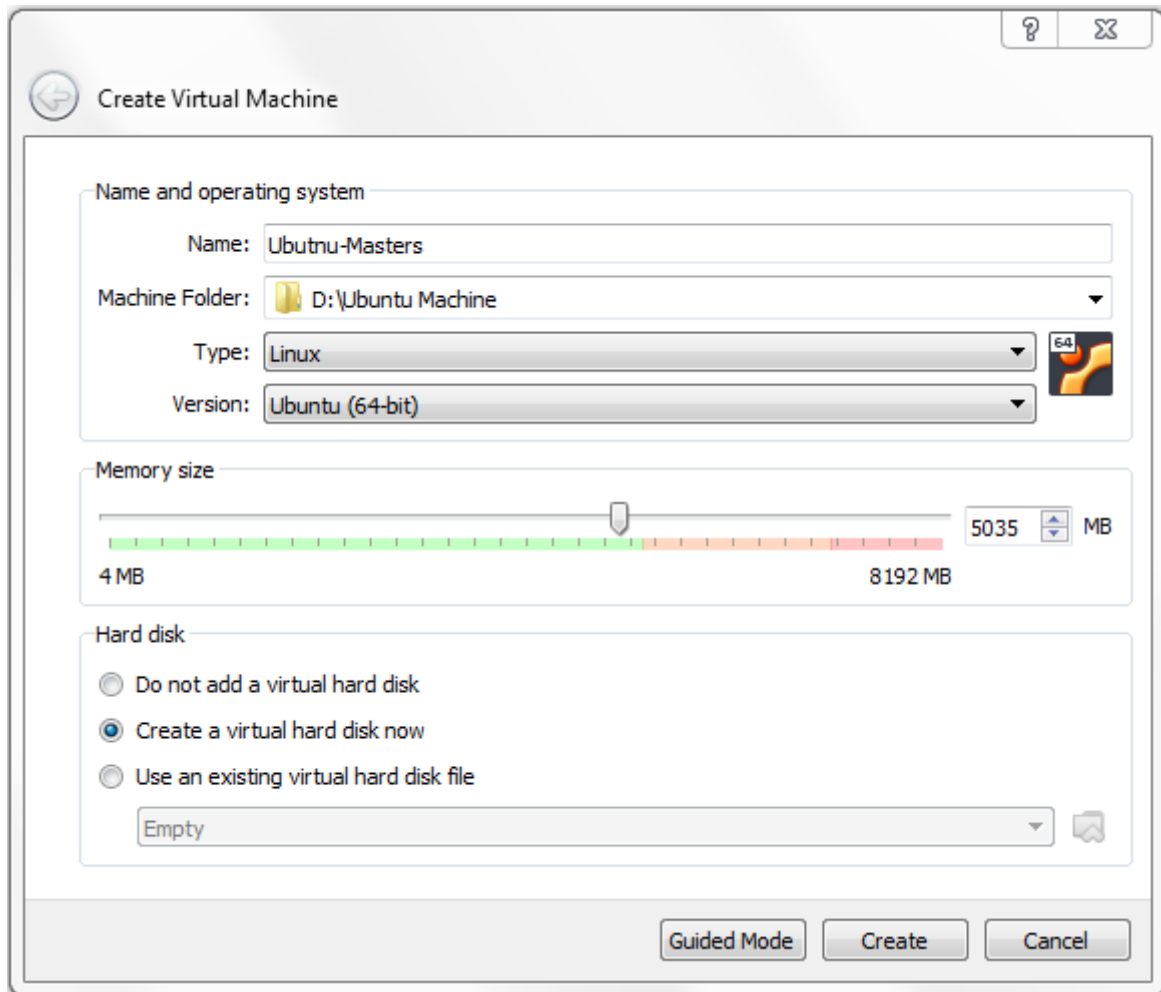 Create Virtual Machine
Name and operating system
Name: Ubutnu-Masters
Machine Folder: D:\Ubuntu Machine
Type: Linux
64
Version: Ubuntu (64-bit)
Memory size
5035 MB
4 MB 8192 MB
Hard disk
Do not add a virtual hard disk
Create a virtual hard disk now
Use an existing virtual hard disk file
Empty
Guided Mode Create Cancel